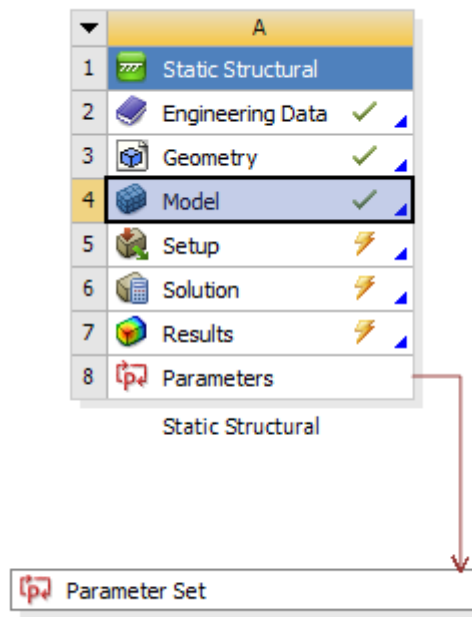 A
1 Static Structural
2 Engineering Data
3 Geometry
4 Model
5 Setup
6 Solution
7 Results
8 Parameters
Static Structural
Parameter Set